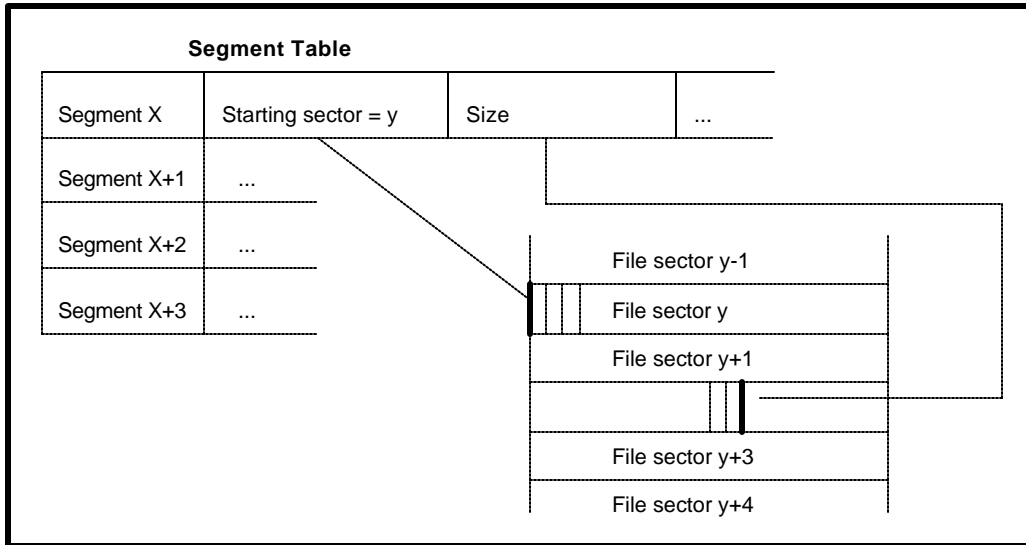 Segment Table
Segment X Starting sector = y Size ...
Segment X+1 ...
Segment X+2 ...
Segment X+3 ...
File sector y-1
File sector y
File sector y+1
File sector y+3
File sector y+4